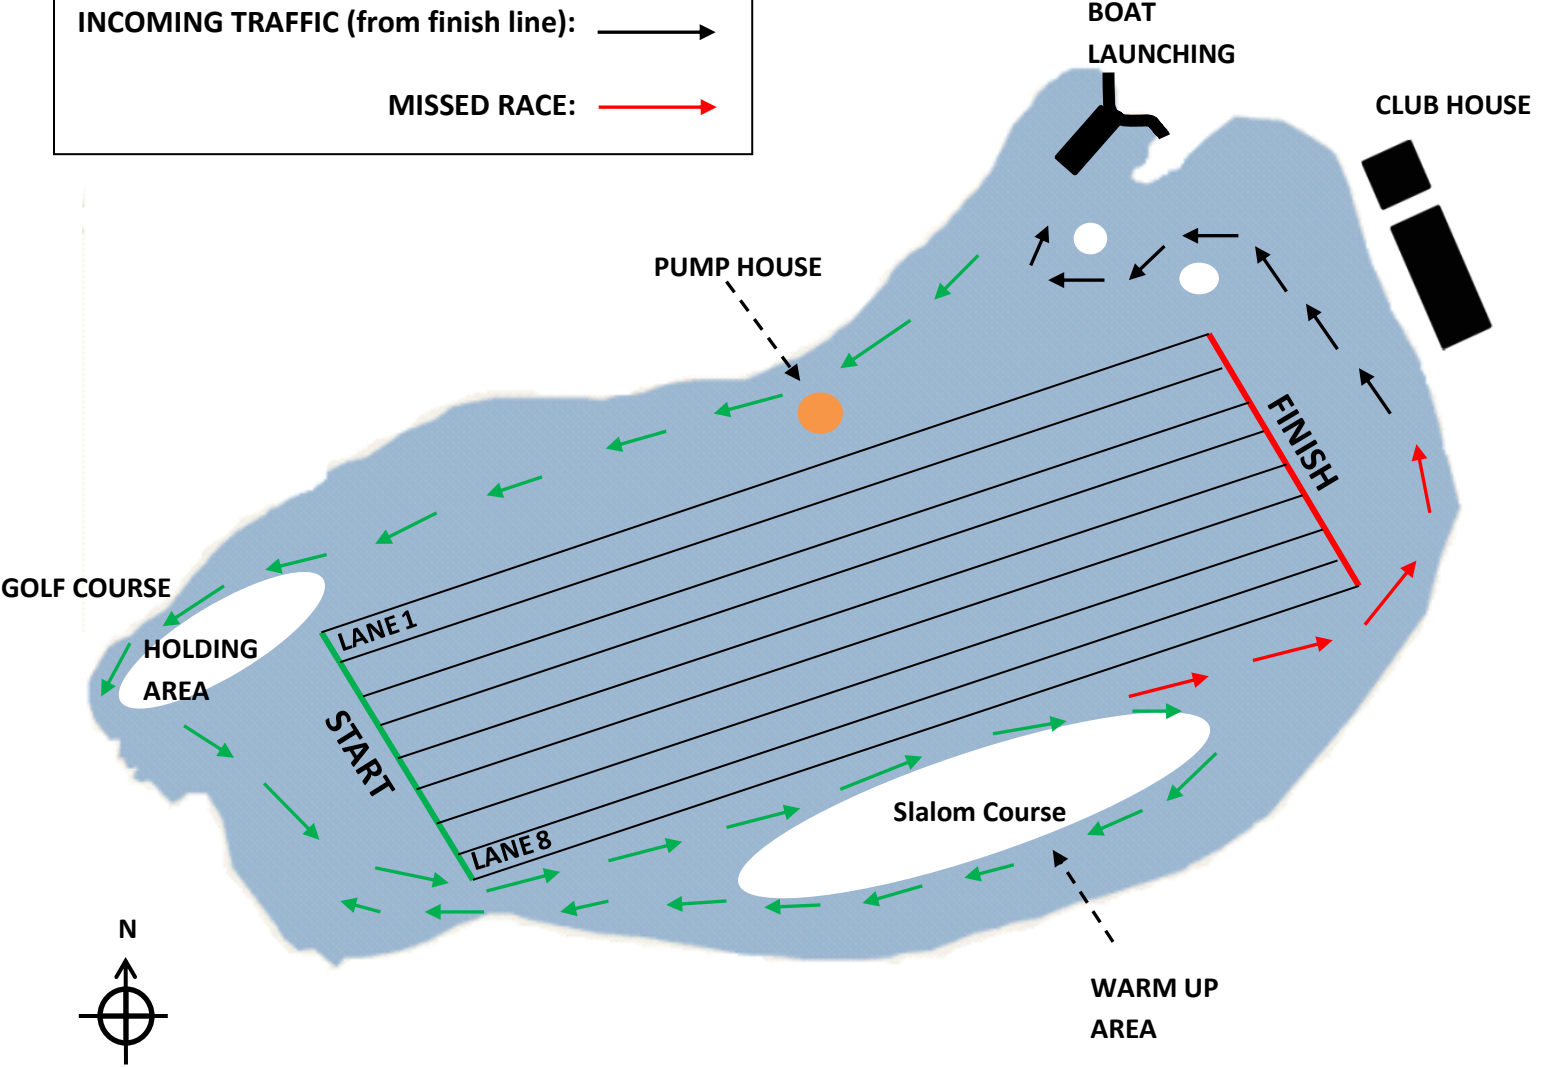 BOAT
LAUNCHING
INCOMING TRAFFIC (from finish line):
MISSED RACE:
CLUB HOUSE
PUMP HOUSE
FINISH
GOLF COURSE
LANE 1
HOLDING
AREA
START
Slalom Course
LANE 8
N
WARM UP
AREA